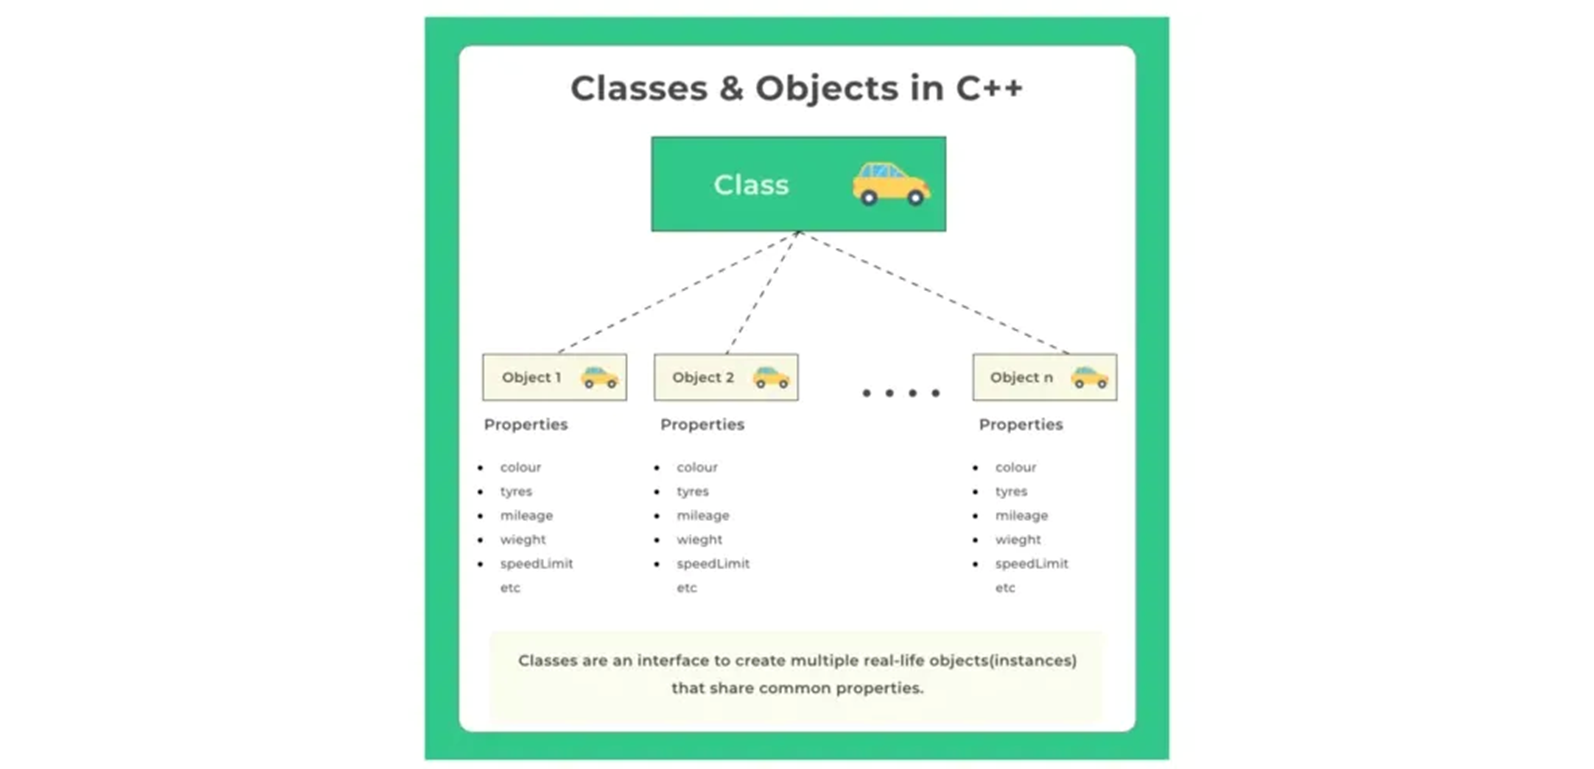 Classes & Objects in C++
Class
Object 1
Object 2
Object n
Properties
Properties
Properties
colour
tyres
mileage
wieght
speedLimit
etc
colour
tyres
mileage
wieght
speedLimit
etc
colour
tyres
mileage
wieght
speedLimit
etc
Classes are an interface to create multiple real-life objects(instances)
that share common properties.